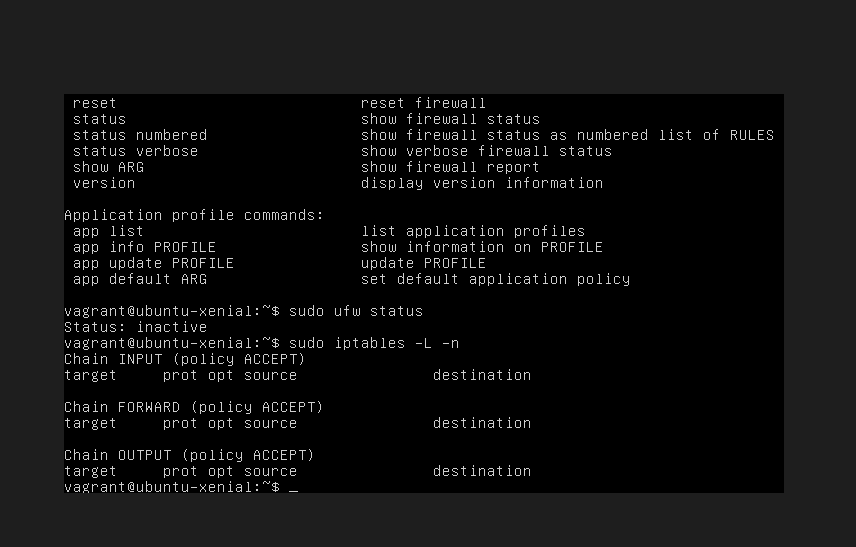 reset                           reset firewall
status                          show firewall status
status numbered                 show firewall status as numbered list of RULES
status verbose                  show verbose firewall status
show ARG                        show firewall report
version                         display version information
Application profile commands:
app list                        list application profiles
app info PROFILE                show information on PROFILE
app update PROFILE              update PROFILE
app default ARG                 set default application policy
vagrant@ubuntu-xenial:~$ sudo ufw status
Status: inactive
vagrant@ubuntu-xenial:~$ sudo iptables -L -n
Chain INPUT (policy ACCEPT)
target     prot opt source               destination
Chain FORWARD (policy ACCEPT)
target     prot opt source               destination
Chain OUTPUT (policy ACCEPT)
target     prot opt source               destination
vagrant@ubuntu-xenial:~$ _